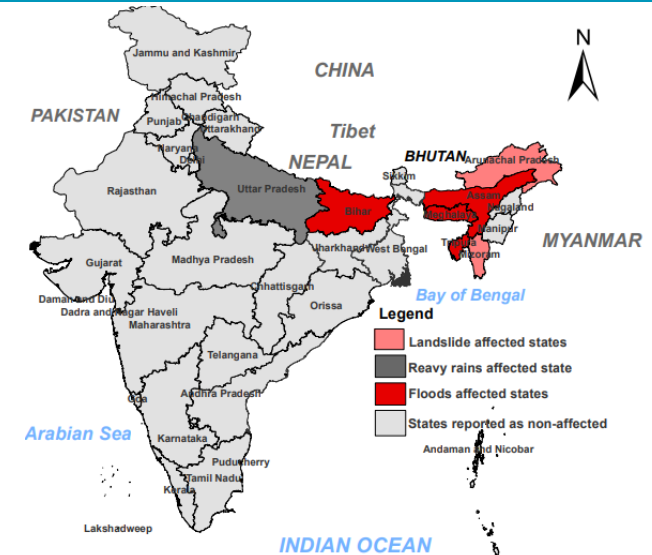 N
Jammu and Kashmir
CHINA
Himachal Pradesh
PAKISTAN
Punjab
Chandigarh
Uttarakhand
Tibet
Haryana
Delhi
NEPAL
BHUTAN
Arunachal Pradesh
Sikkim
Rajasthan
Uttar Pradesh
Assam
Nagaland
Bihar
Meghalaya
Manipur
MYANMAR
Tripura
Mizoram
Jharkhand
West Bengal
Gujarat
Madhya Pradesh
Chhattisgarh
Bay of Bengal
Daman and Diu
Dadra and Nagar Haveli
Orissa
Maharashtra
Legend
Landslide affected states
Reavy rains affected state
Floods affected states
States reported as non-affected
Telangana
Andhra Pradesh
Goa
Arabian Sea
Karnataka
Andaman and Nicobar
Puducherry
Tamil Nadu
Kerala
Lakshadweep
INDIAN OCEAN